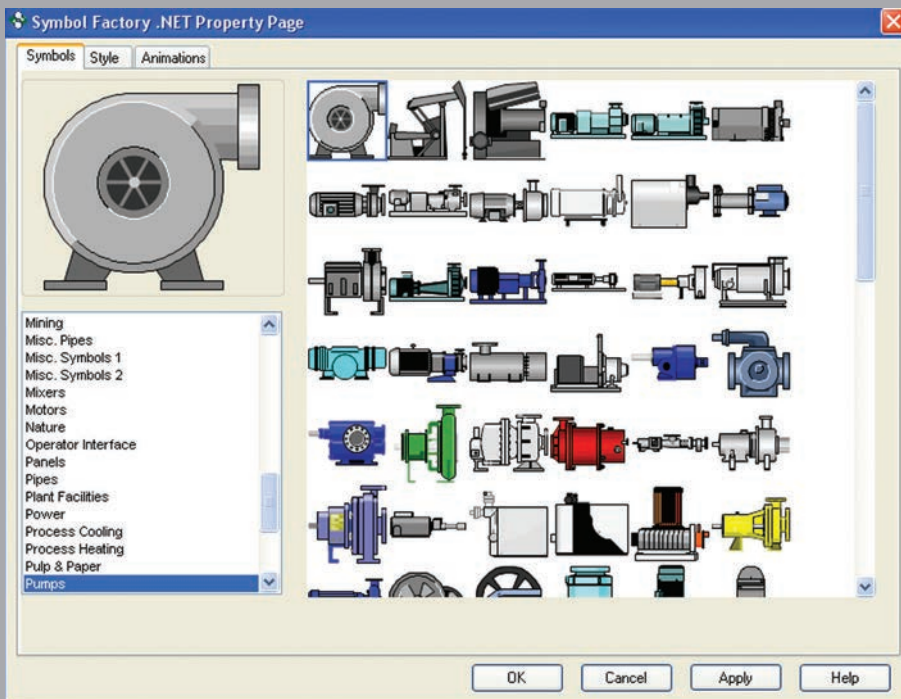 Symbol Factory .NET Property Page
Symbols Style Animations
Mining
Misc. Pipes
Misc. Symbols 1
Misc. Symbols 2
Mixers
Motors
Nature
Operator Interface
Panels
Pipes
Plant Facilities
Power
Process Cooling
Process Heating
Pulp & Paper
Pumps
OK Cancel Apply Help